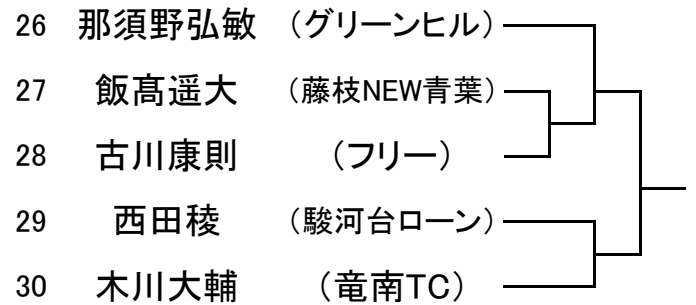 26 那須野弘敏 （グリーンヒル）
27 飯髙遥大 （藤枝NEW青葉）
28 古川康則 （フリー）
29 西田稜 （駿河台ローン）
30 木川大輔 （竜南TC）